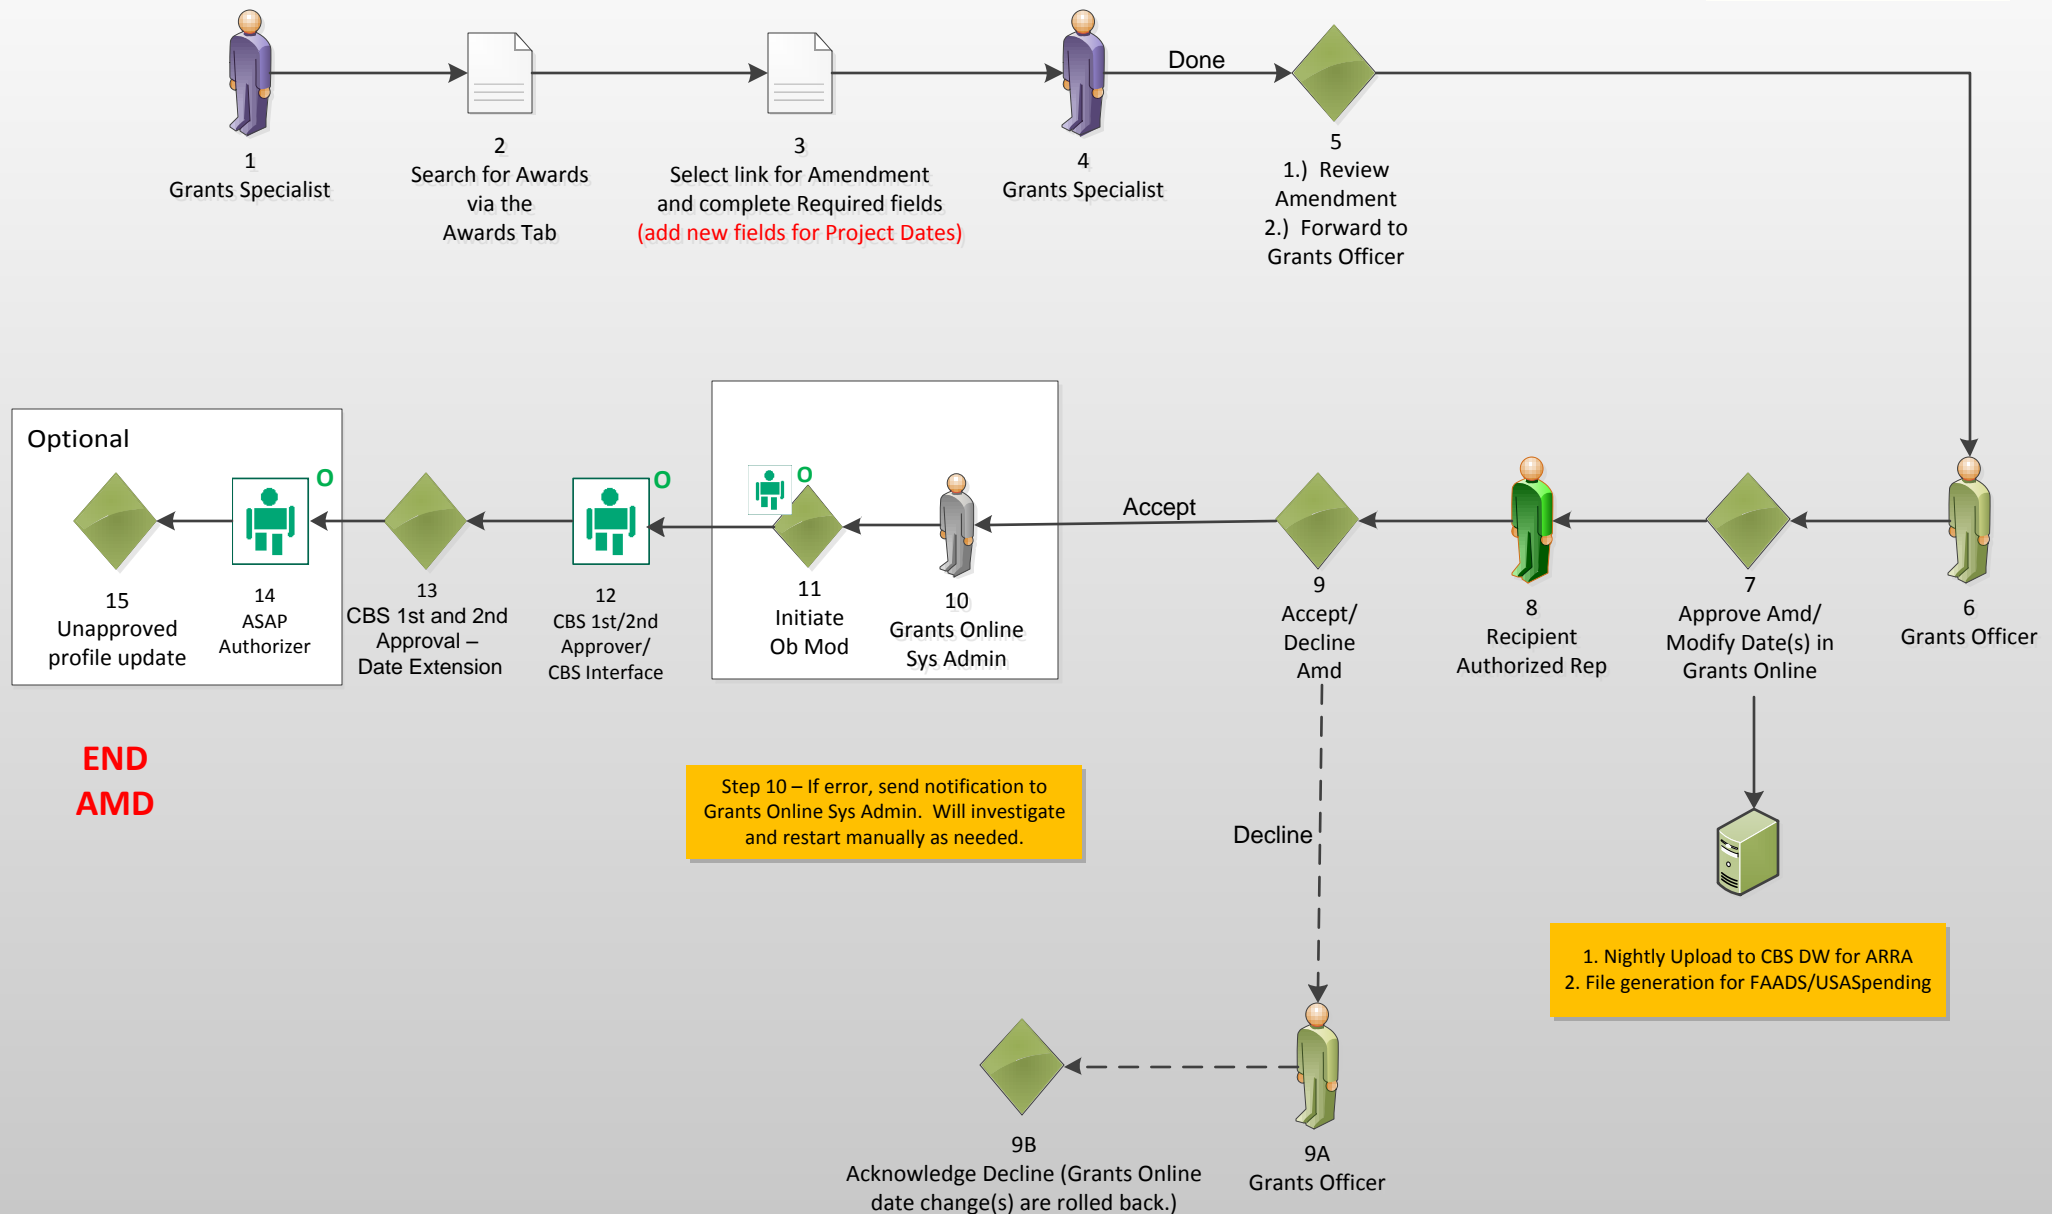 Done
1
Grants Specialist
2
Search for Awards
via the
Awards Tab
3
Select link for Amendment
and complete Required fields
(add new fields for Project Dates)
4
Grants Specialist
5
1.) Review
Amendment
2.) Forward to
Grants Officer
Optional
O
15
Unapproved
profile update
14
ASAP
Authorizer
13
CBS 1st and 2nd
Approval –
Date Extension
O
12
CBS 1st/2nd
Approver/
CBS Interface
O
11
Initiate
Ob Mod
10
Grants Online
Sys Admin
Accept
9
Accept/
Decline
Amd
8
Recipient
Authorized Rep
7
Approve Amd/
Modify Date(s) in
Grants Online
6
Grants Officer
END
AMD
Step 10 – If error, send notification to
Grants Online Sys Admin. Will investigate
and restart manually as needed.
Decline
1. Nightly Upload to CBS DW for ARRA
2. File generation for FAADS/USASpending
9B
Acknowledge Decline (Grants Online
date change(s) are rolled back.)
9A
Grants Officer